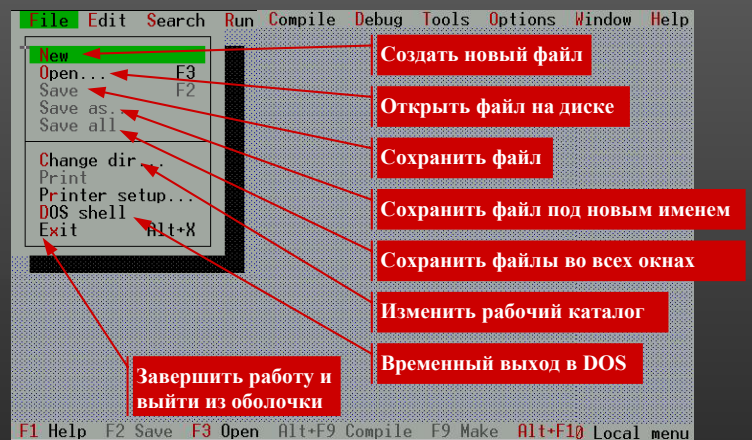 File Edit Search Run Compile Debug Tools Options Window Help
New
Open... F3
Save F2
Save as..
Save all
Change dir...
Print
Printer setup...
DOS shell
Exit Alt+X
Создать новый файл
Открыть файл на диске
Сохранить файл
Сохранить файл под новым именем
Сохранить файлы во всех окнах
Изменить рабочий каталог
Временный выход в DOS
Завершить работу и
выйти из оболочки
F1 Help F2 Save F3 Open Alt+F9 Compile F9 Make Alt+F10 Local menu